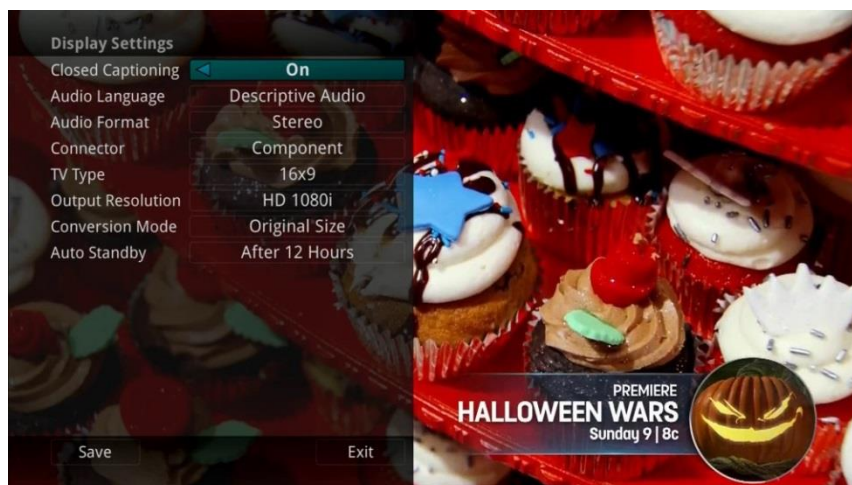 Display Settings
Closed Captioning On
Audio Language Descriptive Audio
Audio Format Stereo
Connector Component
TV Type 16x9
Output Resolution HD 1080i
Conversion Mode Original Size
Auto Standby After 12 Hours
PREMIERE
HALLOWEEN WARS
Sunday 9 | 8c
Save Exit